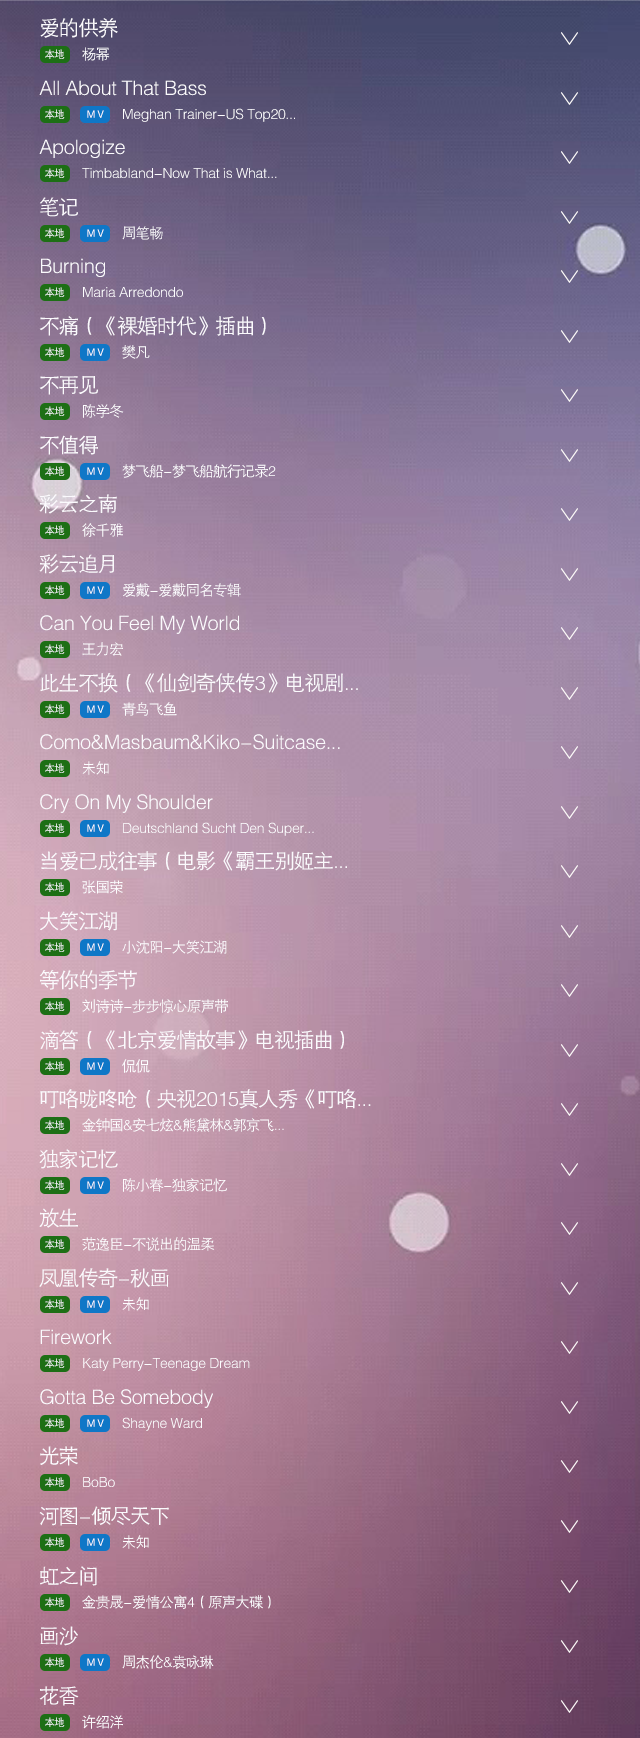 爱的供养
本地 杨幂
All About That Bass
本地 MV Meghan Trainer-US Top20...
Apologize
本地 Timbabland-Now That is What...
笔记
本地 MV 周笔畅
Burning
本地 Maria Arredondo
不痛（《裸婚时代》插曲）
本地 MV 樊凡
不再见
本地 陈学冬
不值得
本地 MV 梦飞船-梦飞船航行记录2
彩云之南
本地 徐千雅
彩云追月
本地 MV 爱戴-爱戴同名专辑
Can You Feel My World
本地 王力宏
此生不换（《仙剑奇侠传3》电视剧...
本地 MV 青鸟飞鱼
Como&Masbaum&Kiko-Suitcase...
本地 未知
Cry On My Shoulder
本地 MV Deutschland Sucht Den Super...
当爱已成往事（电影《霸王别姬主...
本地 张国荣
大笑江湖
本地 MV 小沈阳-大笑江湖
等你的季节
本地 刘诗诗-步步惊心原声带
滴答（《北京爱情故事》电视插曲）
本地 MV 侃侃
叮咯咙咚呛（央视2015真人秀《叮咯...
本地 金钟国&安七炫&熊黛林&郭京飞...
独家记忆
本地 MV 陈小春-独家记忆
放生
本地 范逸臣-不说出的温柔
凤凰传奇-秋画
本地 MV 未知
Firework
本地 Katy Perry-Teenage Dream
Gotta Be Somebody
本地 MV Shayne Ward
光荣
本地 BoBo
河图-倾尽天下
本地 MV 未知
虹之间
本地 金贵晟-爱情公寓4（原声大碟）
画沙
本地 MV 周杰伦&袁咏琳
花香
本地 许绍洋